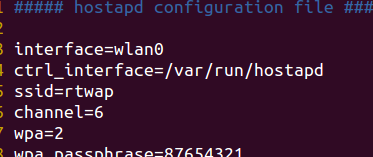 ##### hostapd configuration file ###
interface=wlan0
ctrl_interface=/var/run/hostapd
ssid=rtwap
channel=6
wpa=2
wpa_passphrase=87654321